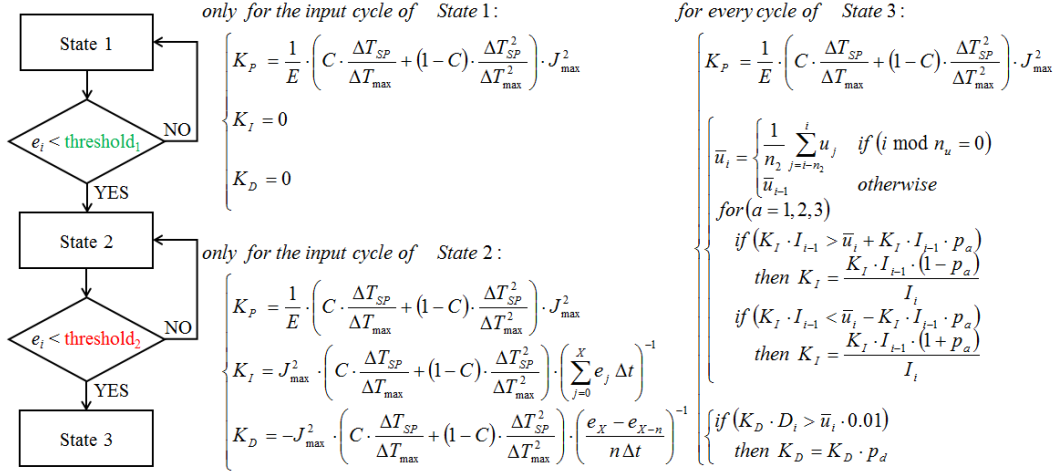 State 1
e_i < threshold_1
NO
YES
State 2
e_i < threshold_2
NO
YES
State 3
only for the input cycle of State 1:
K_P = 1/E · (C · ΔT_SP/ΔT_max + (1-C) · ΔT_SP^2/ΔT_max^2) · J_max^2
K_I = 0
K_D = 0
only for the input cycle of State 2:
K_P = 1/E · (C · ΔT_SP/ΔT_max + (1-C) · ΔT_SP^2/ΔT_max^2) · J_max^2
K_I = J_max^2 · (C · ΔT_SP/ΔT_max + (1-C) · ΔT_SP^2/ΔT_max^2) · (∑_{j=0}^{X} e_j Δt)^{-1}
K_D = -J_max^2 · (C · ΔT_SP/ΔT_max + (1-C) · ΔT_SP^2/ΔT_max^2) · ((e_X - e_{X-n})/(n Δt))^{-1}
for every cycle of State 3:
K_P = 1/E · (C · ΔT_SP/ΔT_max + (1-C) · ΔT_SP^2/ΔT_max^2) · J_max^2
ū_i = { 1/n_2 ∑_{j=i-n_2}^{i} u_j if (i mod n_u = 0)
ū_{i-1} otherwise
for(a = 1,2,3)
if (K_I · I_{i-1} > ū_i + K_I · I_{i-1} · p_a)
then K_I = K_I · I_{i-1} · (1 - p_a) / I_i
if (K_I · I_{i-1} < ū_i - K_I · I_{i-1} · p_a)
then K_I = K_I · I_{i-1} · (1 + p_a) / I_i
if (K_D · D_i > ū_i · 0.01)
then K_D = K_D · p_d